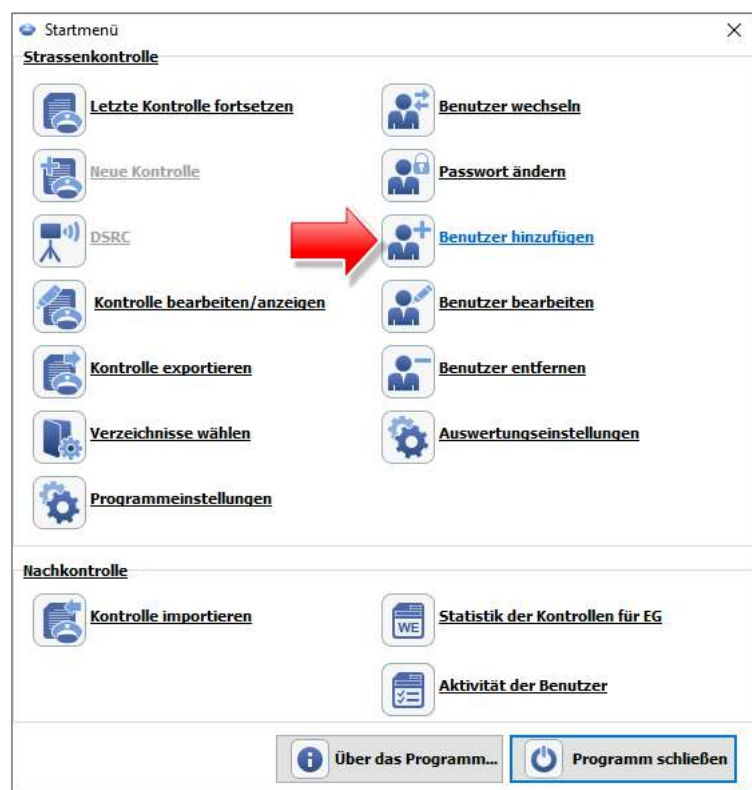 Startmenü
Strassenkontrolle
Letzte Kontrolle fortsetzen
Benutzer wechseln
Neue Kontrolle
Passwort ändern
DSRC
Benutzer hinzufügen
Kontrolle bearbeiten/anzeigen
Benutzer bearbeiten
Kontrolle exportieren
Benutzer entfernen
Verzeichnisse wählen
Auswertungseinstellungen
Programmeinstellungen
Nachkontrolle
Kontrolle importieren
WE
Statistik der Kontrollen für EG
Aktivität der Benutzer
Über das Programm...
Programm schließen